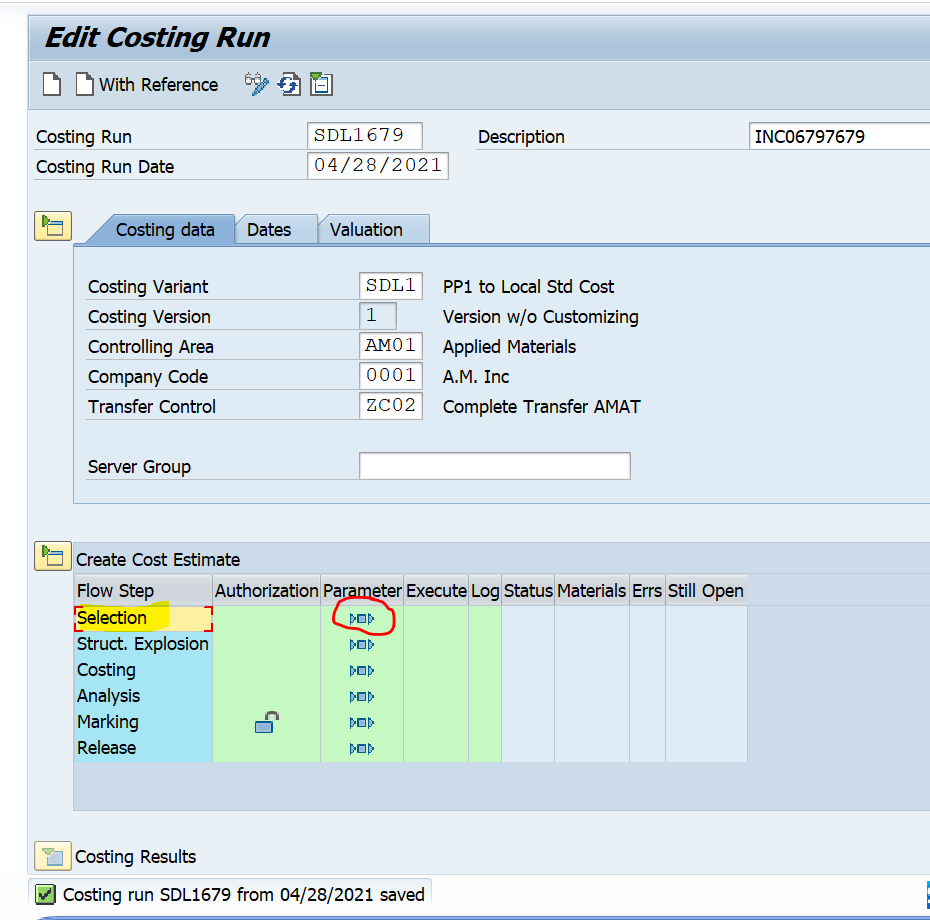 Edit Costing Run
With Reference
Costing Run SDL1679 Description INC06797679
Costing Run Date 04/28/2021
Costing data Dates Valuation
Costing Variant SDL1 PP1 to Local Std Cost
Costing Version 1 Version w/o Customizing
Controlling Area AM01 Applied Materials
Company Code 0001 A.M. Inc
Transfer Control ZC02 Complete Transfer AMAT
Server Group
Create Cost Estimate
Flow Step Authorization Parameter Execute Log Status Materials Errs Still Open
Selection
Struct. Explosion
Costing
Analysis
Marking
Release
Costing Results
Costing run SDL1679 from 04/28/2021 saved